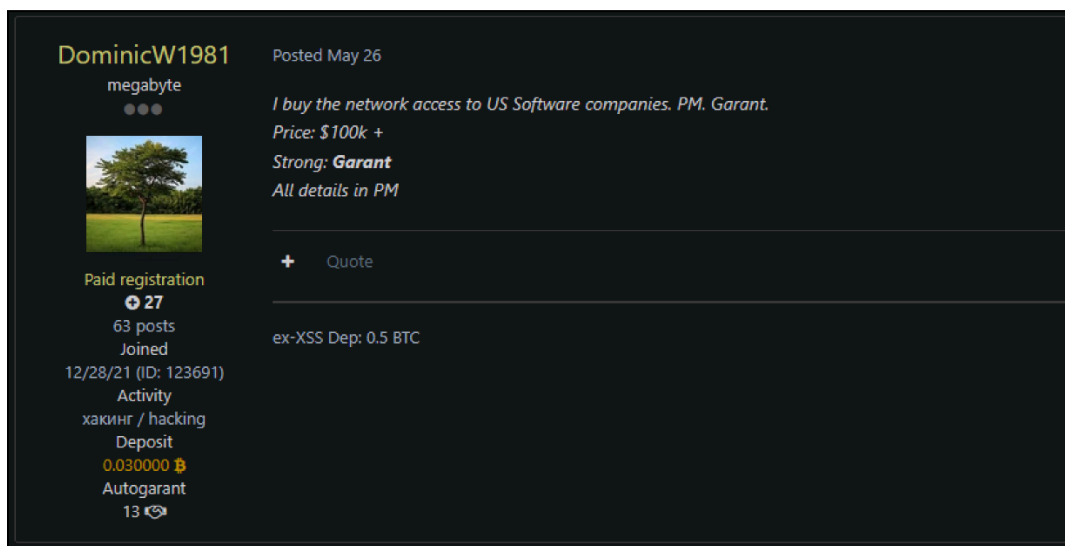 DominicW1981
megabyte
Paid registration
27
63 posts
Joined
12/28/21 (ID: 123691)
Activity
хакинг / hacking
Deposit
0.030000 ₿
Autogarant
13
Posted May 26
I buy the network access to US Software companies. PM. Garant.
Price: $100k +
Strong: Garant
All details in PM
+ Quote
ex-XSS Dep: 0.5 BTC